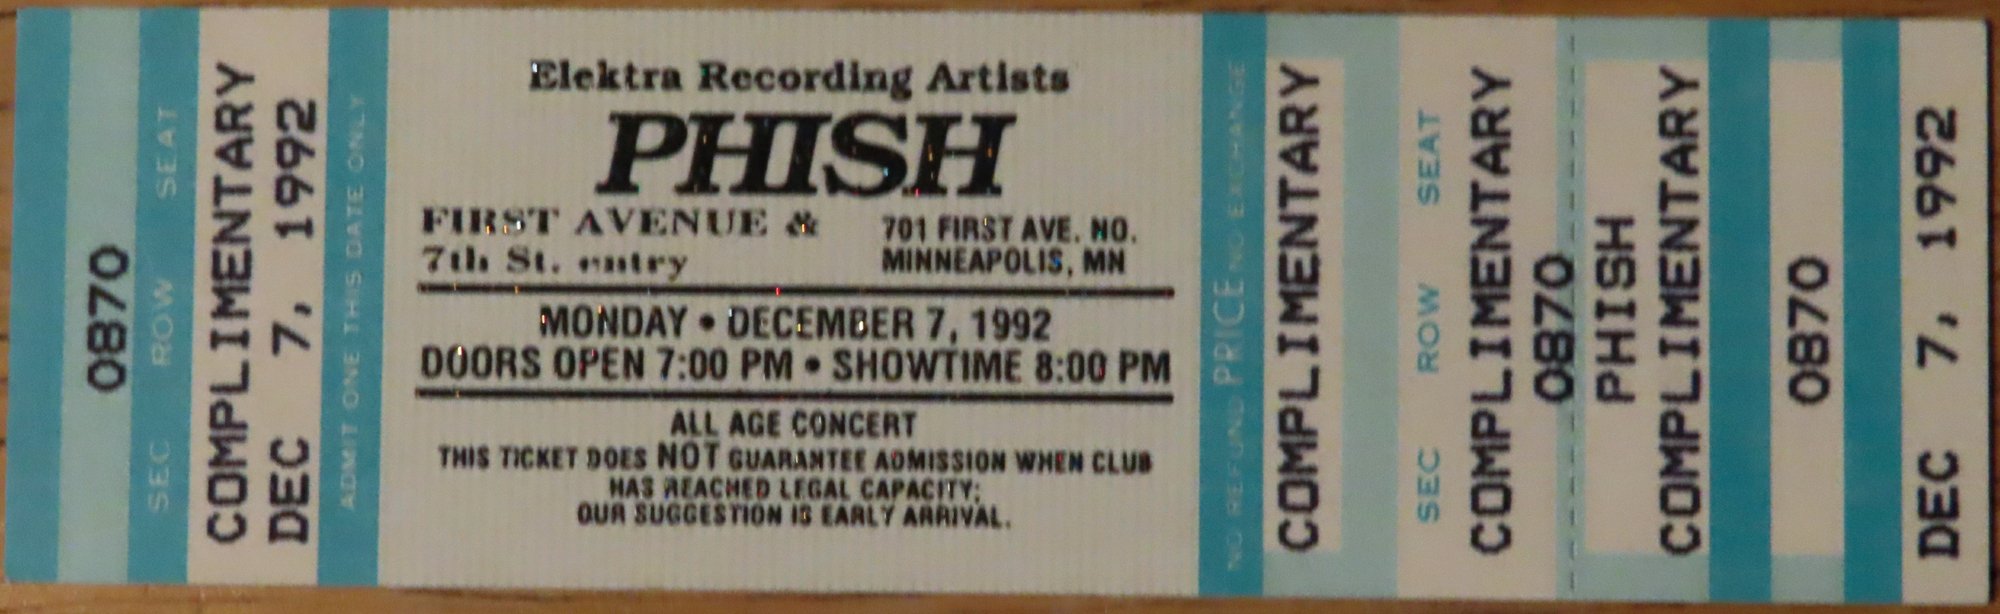 0870
SEC ROW SEAT
COMPLIMENTARY
DEC 7, 1992
ADMIT ONE THIS DATE ONLY
Elektra Recording Artists
PHISH
FIRST AVENUE &
7th St. entry
701 FIRST AVE. NO.
MINNEAPOLIS, MN
MONDAY • DECEMBER 7, 1992
DOORS OPEN 7:00 PM • SHOWTIME 8:00 PM
ALL AGE CONCERT
THIS TICKET DOES NOT GUARANTEE ADMISSION WHEN CLUB
HAS REACHED LEGAL CAPACITY;
OUR SUGGESTION IS EARLY ARRIVAL.
NO REFUND PRICE NO EXCHANGE
COMPLIMENTARY
SEC ROW SEAT
COMPLIMENTARY
0870
PHISH
COMPLIMENTARY
0870
DEC 7, 1992